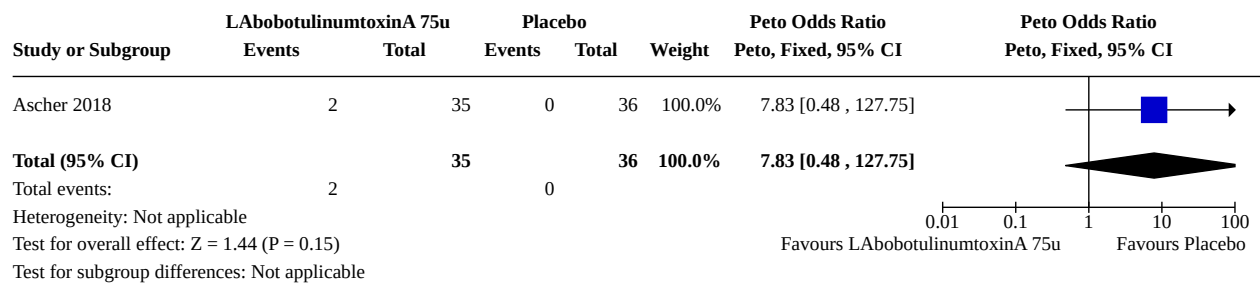 LAbobotulinumtoxinA 75u Placebo Peto Odds Ratio Peto Odds Ratio
Study or Subgroup Events Total Events Total Weight Peto, Fixed, 95% CI Peto, Fixed, 95% CI
Ascher 2018 2 35 0 36 100.0% 7.83 [0.48 , 127.75]
Total (95% CI) 35 36 100.0% 7.83 [0.48 , 127.75]
Total events: 2 0
Heterogeneity: Not applicable
0.01 0.1 1 10 100
Test for overall effect: Z = 1.44 (P = 0.15) Favours LAbobotulinumtoxinA 75u Favours Placebo
Test for subgroup differences: Not applicable